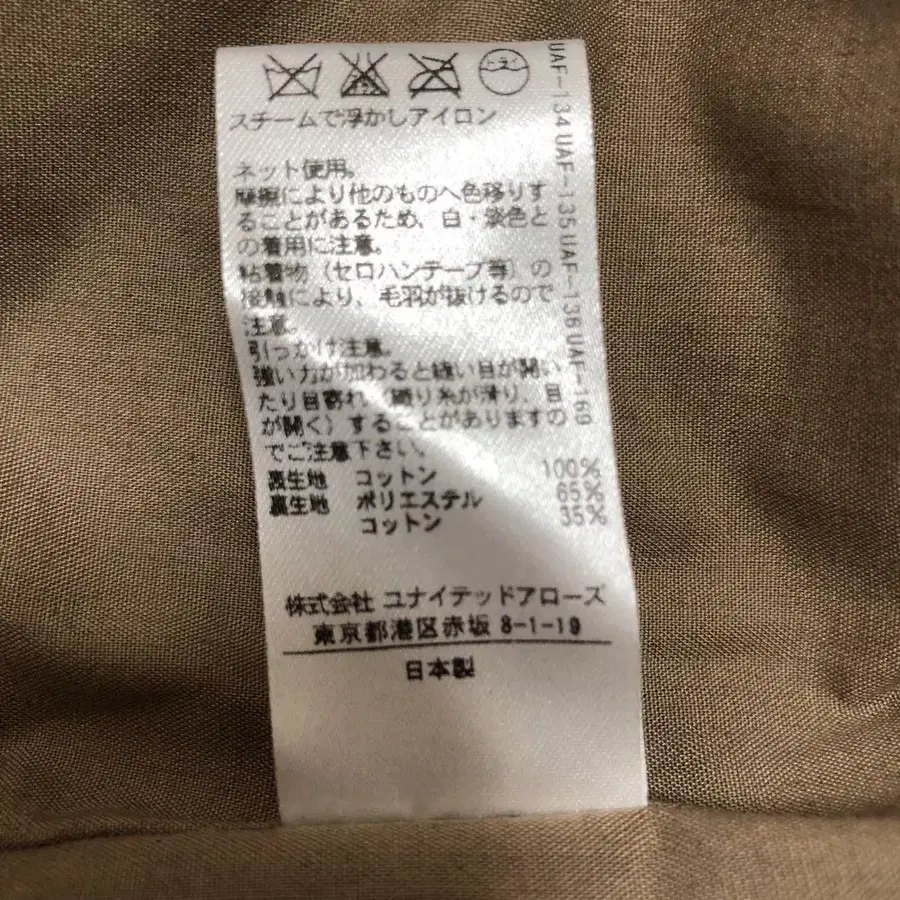 スチームで浮かしアイロン
ネット使用。
摩擦により他のものへ色移りす
ることがあるため、白・淡色と
の着用に注意。
粘着物（セロハンテープ等）の
接触により、毛羽が抜けるので
注意。
引っかけ注意。
強い力が加わると縫い目が開い
たり目寄れ（織り糸が滑り、目
が開く）することがありますの
でご注意下さい。
表生地 コットン 100%
裏生地 ポリエステル 65%
コットン 35%
株式会社 ユナイテッドアローズ
東京都港区赤坂 8-1-19
日本製
UAF-134 UAF-135 UAF-136 UAF-169